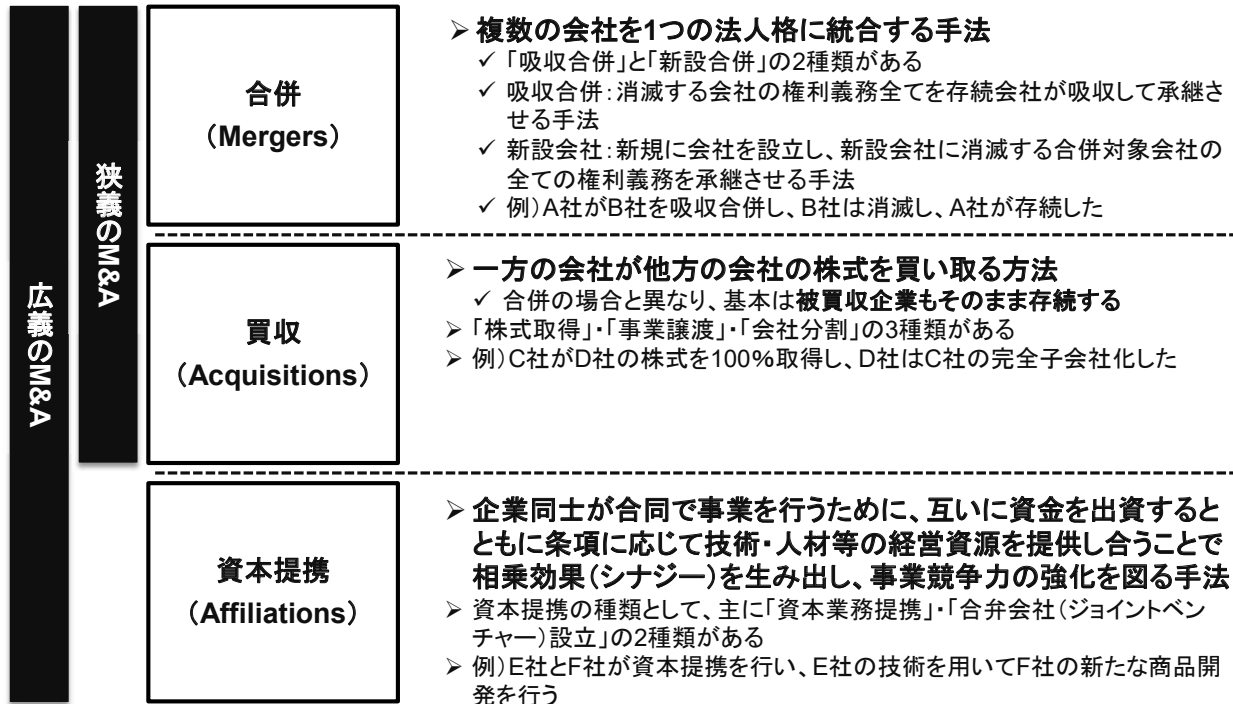 広義のM&A
狭義のM&A
合併
（Mergers）
➢ 複数の会社を1つの法人格に統合する手法
✓ 「吸収合併」と「新設合併」の2種類がある
✓ 吸収合併：消滅する会社の権利義務全てを存続会社が吸収して承継さ
せる手法
✓ 新設会社：新規に会社を設立し、新設会社に消滅する合併対象会社の
全ての権利義務を承継させる手法
✓ 例）A社がB社を吸収合併し、B社は消滅し、A社が存続した
買収
（Acquisitions）
➢ 一方の会社が他方の会社の株式を買い取る方法
✓ 合併の場合と異なり、基本は被買収企業もそのまま存続する
➢ 「株式取得」・「事業譲渡」・「会社分割」の3種類がある
➢ 例）C社がD社の株式を100％取得し、D社はC社の完全子会社化した
資本提携
（Affiliations）
➢ 企業同士が合同で事業を行うために、互いに資金を出資すると
ともに条項に応じて技術・人材等の経営資源を提供し合うことで
相乗効果（シナジー）を生み出し、事業競争力の強化を図る手法
➢ 資本提携の種類として、主に「資本業務提携」・「合弁会社（ジョイントベン
チャー）設立」の2種類がある
➢ 例）E社とF社が資本提携を行い、E社の技術を用いてF社の新たな商品開
発を行う